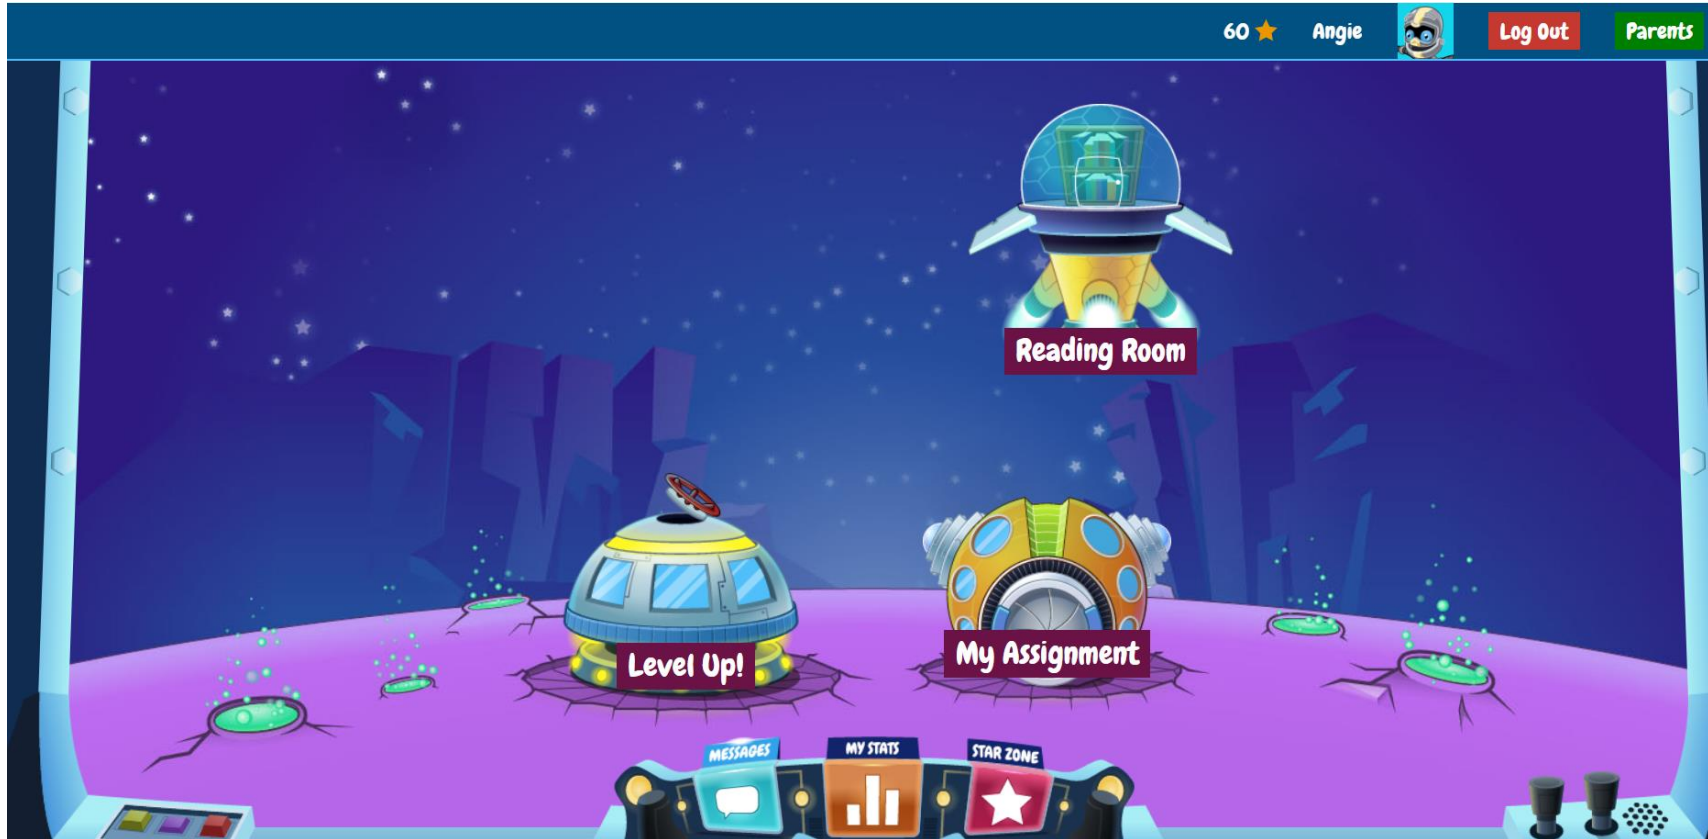 60 Angie Log Out Parents
Reading Room
Level Up!
My Assignment
MESSAGES
MY STATS
STAR ZONE